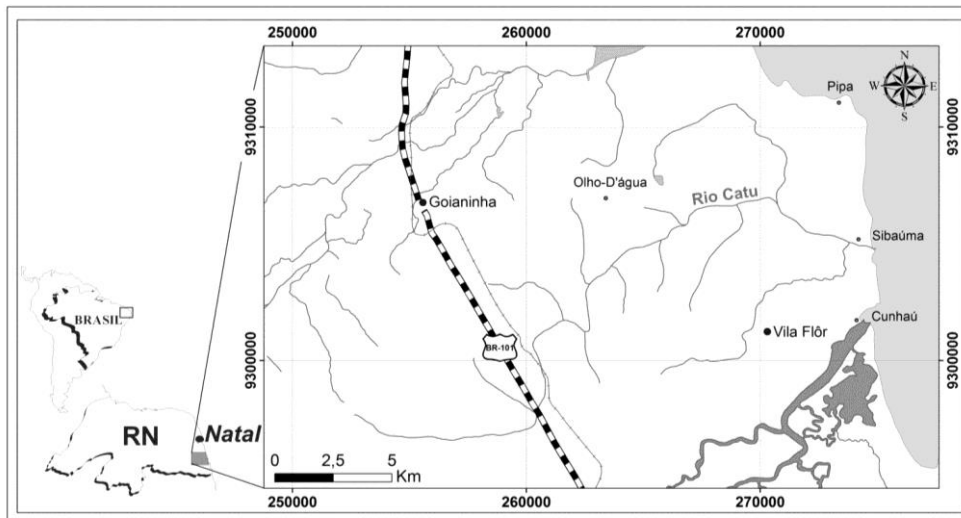 250000
260000
270000
N
W
E
S
Pipa
9310000
9310000
Olho-D'água
Rio Catu
Goianinha
Sibaúma
Cunhaú
BRASIL
Vila Flôr
BR-101
9300000
9300000
RN
Natal
0
2,5
5
Km
250000
260000
270000